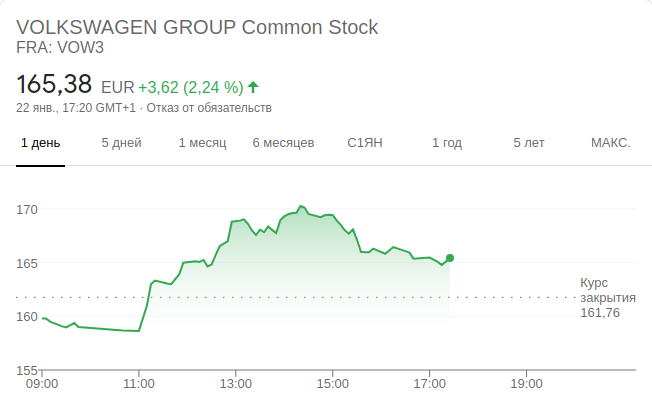 VOLKSWAGEN GROUP Common Stock
FRA: VOW3
165,38 EUR +3,62 (2,24 %)
22 янв., 17:20 GMT+1 · Отказ от обязательств
1 день 5 дней 1 месяц 6 месяцев С1ЯН 1 год 5 лет МАКС.
170
165
Курс
закрытия
161,76
160
155
09:00 11:00 13:00 15:00 17:00 19:00